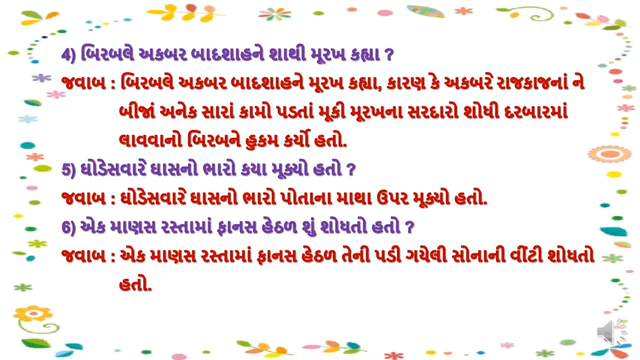 4) બિરબલે અકબર બાદશાહને શાથી મૂરખ કહ્યા ?
જવાબ : બિરબલે અકબર બાદશાહને મૂરખ કહ્યા, કારણ કે અકબરે રાજકાજનાં ને
બીજાં અનેક સારાં કામો પડતાં મૂકી મૂરખના સરદારો શોધી દરબારમાં
લાવવાનો બિરબને હુકમ કર્યો હતો.
5) ઘોડેસવારે ઘાસનો ભારો કયા મૂક્યો હતો ?
જવાબ : ઘોડેસવારે ઘાસનો ભારો પોતાના માથા ઉપર મૂક્યો હતો.
6) એક માણસ રસ્તામાં ફાનસ હેઠળ શું શોધતો હતો ?
જવાબ : એક માણસ રસ્તામાં ફાનસ હેઠળ તેની પડી ગયેલી સોનાની વીંટી શોધતો
હતો.